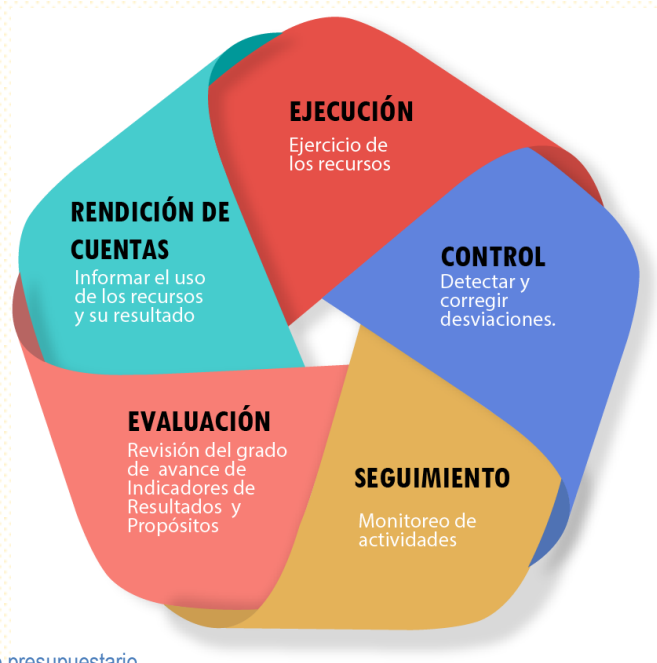 EJECUCIÓN
Ejercicio de
los recursos
CONTROL
Detectar y
corregir
desviaciones.
SEGUIMIENTO
Monitoreo de
actividades
EVALUACIÓN
Revisión del grado
de avance de
Indicadores de
Resultados y
Propósitos
RENDICIÓN DE
CUENTAS
Informar el uso
de los recursos
y su resultado
presupuestario